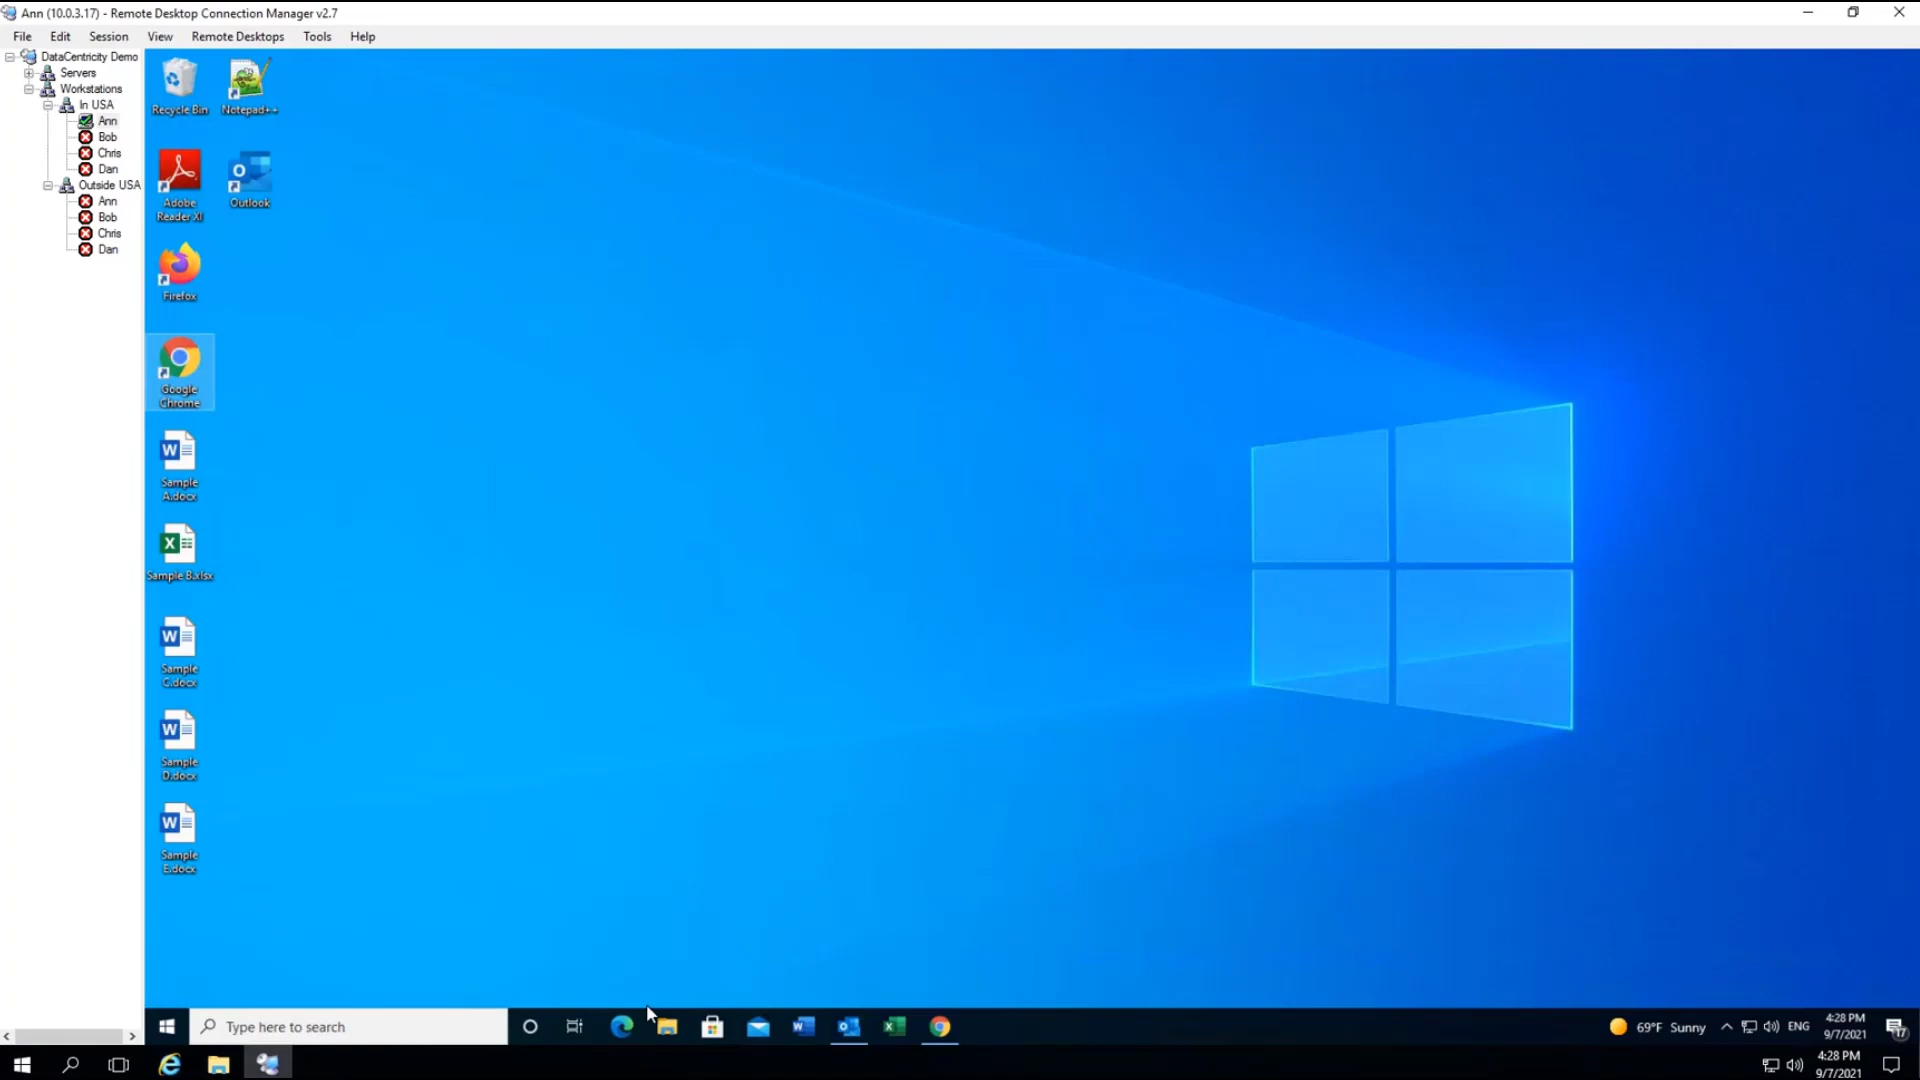 Ann (10.0.3.17) - Remote Desktop Connection Manager v2.7
File Edit Session View Remote Desktops Tools Help
DataCentricity Demo
Servers
Workstations
In USA
Ann
Bob
Chris
Dan
Outside USA
Ann
Bob
Chris
Dan
Recycle Bin
Notepad++
Adobe
Reader XI
Outlook
Firefox
Google
Chrome
Sample
A.docx
Sample B.xlsx
Sample
C.docx
Sample
D.docx
Sample
E.docx
Type here to search
69°F Sunny
ENG
4:28 PM
9/7/2021
17
4:28 PM
9/7/2021